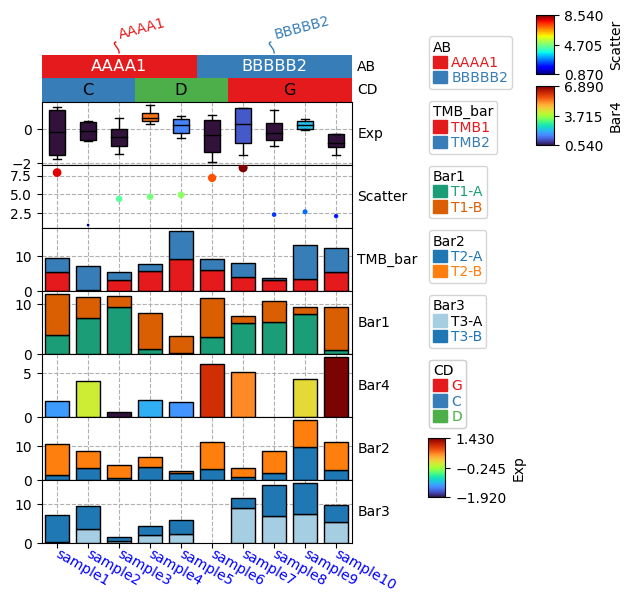 AAAA1
BBBBB2
AAAA1 BBBBB2 AB
C D G CD
0
−2
Exp
7.5
5.0
2.5
Scatter
10
0
TMB_bar
10
0
Bar1
5
0
Bar4
10
0
Bar2
10
0
Bar3
sample1 sample2 sample3 sample4 sample5 sample6 sample7 sample8 sample9 sample10
AB
AAAA1
BBBBB2
TMB_bar
TMB1
TMB2
Bar1
T1-A
T1-B
Bar2
T2-A
T2-B
Bar3
T3-A
T3-B
CD
G
C
D
1.430
−0.245
−1.920
Exp
8.540
4.705
0.870
Scatter
6.890
3.715
0.540
Bar4